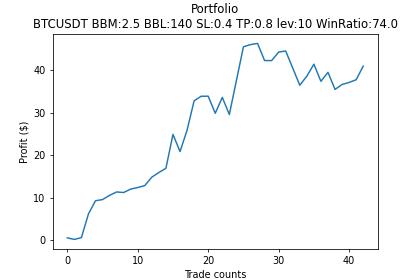 Portfolio
BTCUSDT BBM:2.5 BBL:140 SL:0.4 TP:0.8 lev:10 WinRatio:74.0
40
30
20
10
0
Profit ($)
0 10 20 30 40
Trade counts